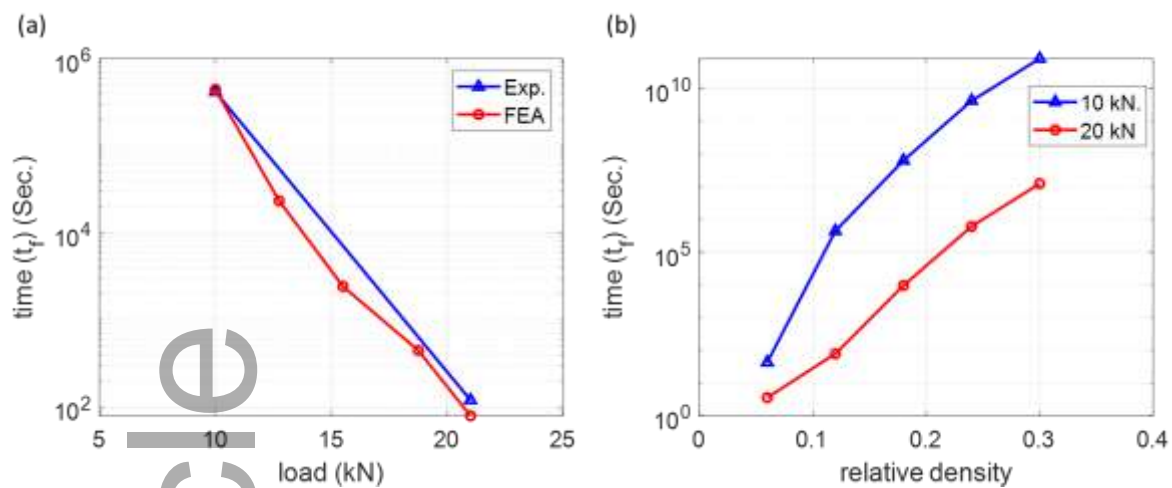 (a)
10^6
Exp.
FEA
10^4
10^2
time (t_f) (Sec.)
5 10 15 20 25
load (kN)
(b)
10^10
10 kN.
20 kN
10^5
10^0
time (t_f) (Sec.)
0 0.1 0.2 0.3 0.4
relative density